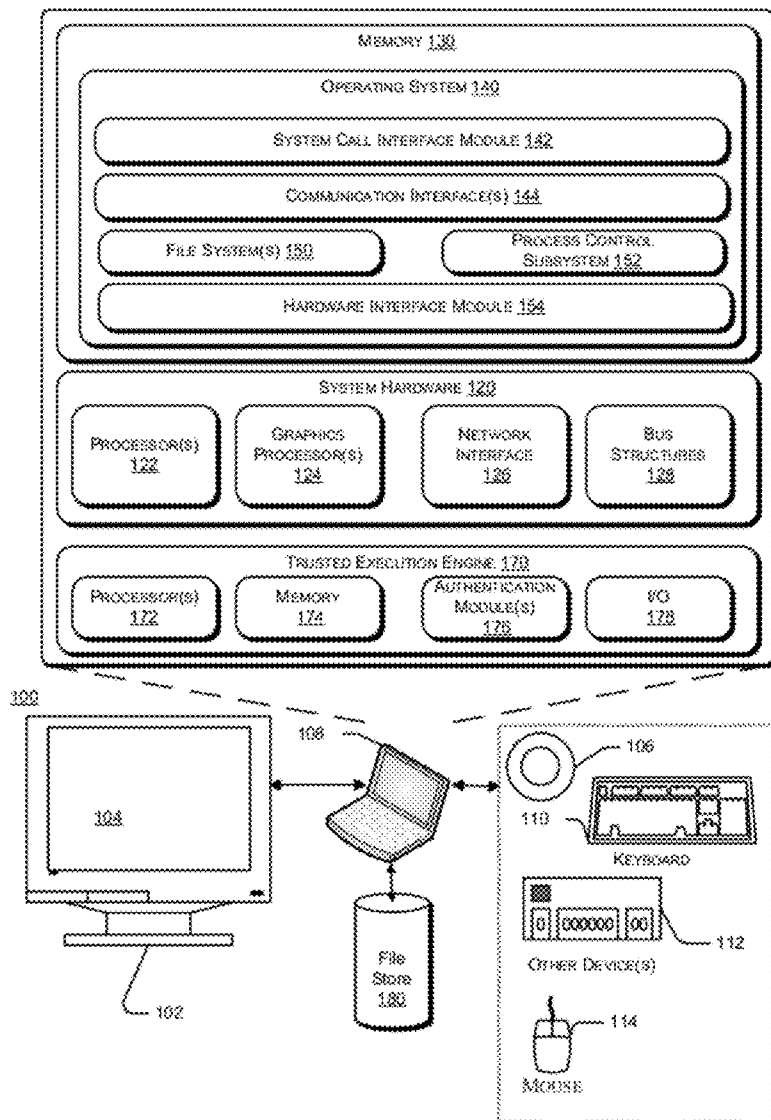 MEMORY 130
OPERATING SYSTEM 140
SYSTEM CALL INTERFACE MODULE 142
COMMUNICATION INTERFACE(S) 144
FILE SYSTEM(S) 150
PROCESS CONTROL
SUBSYSTEM 152
HARDWARE INTERFACE MODULE 154
SYSTEM HARDWARE 120
PROCESSOR(S)
122
GRAPHICS
PROCESSOR(S)
124
NETWORK
INTERFACE
126
BUS
STRUCTURES
128
TRUSTED EXECUTION ENGINE 170
PROCESSOR(S)
172
MEMORY
174
AUTHENTICATION
MODULE(S)
176
I/O
178
100
108
106
104
110
KEYBOARD
0 000000 00
112
OTHER DEVICE(S)
File
Store
180
102
114
MOUSE